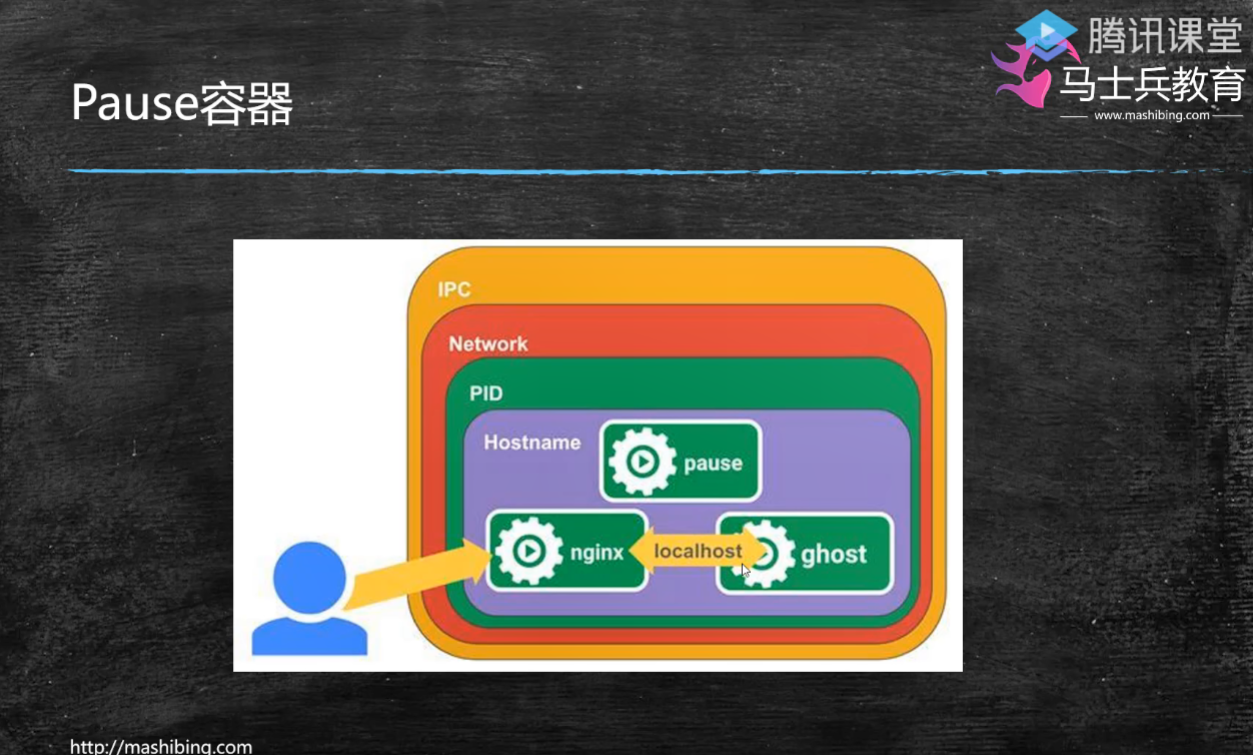 腾讯课堂
马士兵教育
www.mashibing.com
Pause容器
IPC
Network
PID
Hostname
pause
nginx
localhost
ghost
http://mashibing.com